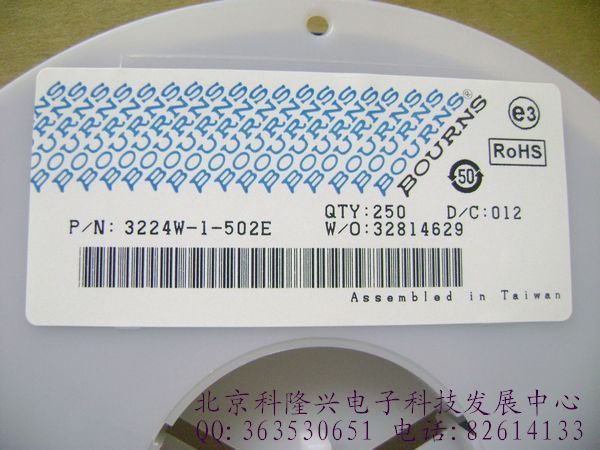 BOURNS®
e3
RoHS
50
QTY:250 D/C:012
P/N: 3224W-1-502E W/O:32814629
Assembled in Taiwan
北京科隆兴电子科技发展中心
QQ:363530651 电话:82614133